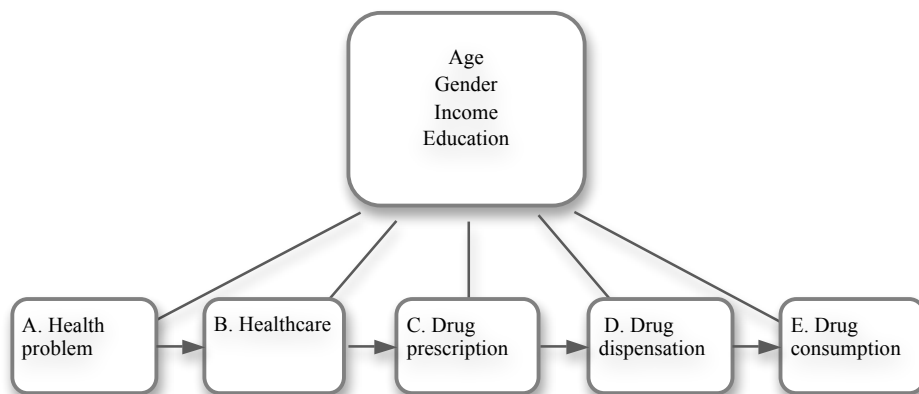 Age
Gender
Income
Education
A. Health
problem
B. Healthcare
C. Drug
prescription
D. Drug
dispensation
E. Drug
consumption